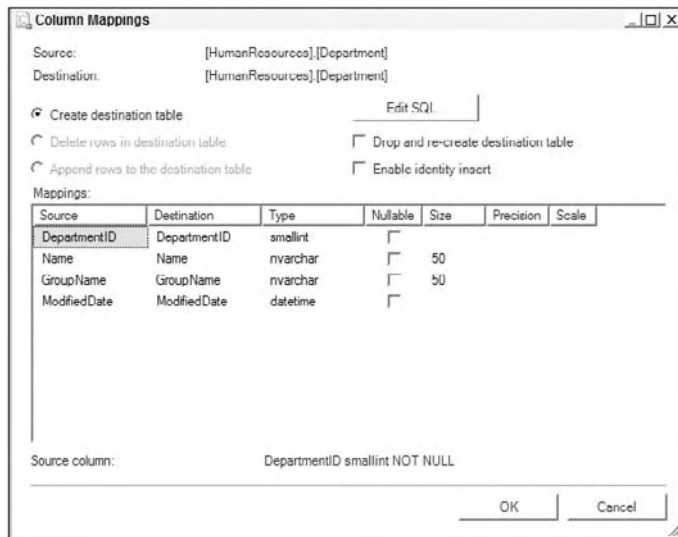 Column Mappings
Source: [HumanResources].[Department]
Destination: [HumanResources].[Department]
Create destination table Edit SQL...
Delete rows in destination table Drop and re-create destination table
Append rows to the destination table Enable identity insert
Mappings:
Source Destination Type Nullable Size Precision Scale
DepartmentID DepartmentID smallint
Name Name nvarchar 50
GroupName GroupName nvarchar 50
ModifiedDate ModifiedDate datetime
Source column: DepartmentID smallint NOT NULL
OK Cancel